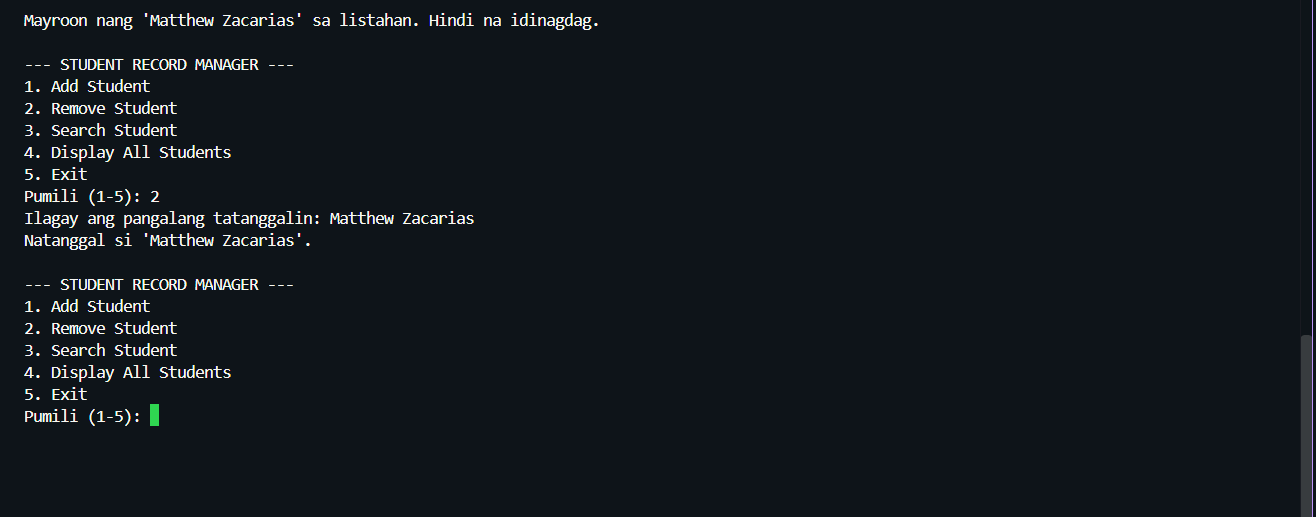 Mayroon nang 'Matthew Zacarias' sa listahan. Hindi na idinagdag.
--- STUDENT RECORD MANAGER ---
1. Add Student
2. Remove Student
3. Search Student
4. Display All Students
5. Exit
Pumili (1-5): 2
Ilagay ang pangalang tatanggalin: Matthew Zacarias
Natanggal si 'Matthew Zacarias'.
--- STUDENT RECORD MANAGER ---
1. Add Student
2. Remove Student
3. Search Student
4. Display All Students
5. Exit
Pumili (1-5):